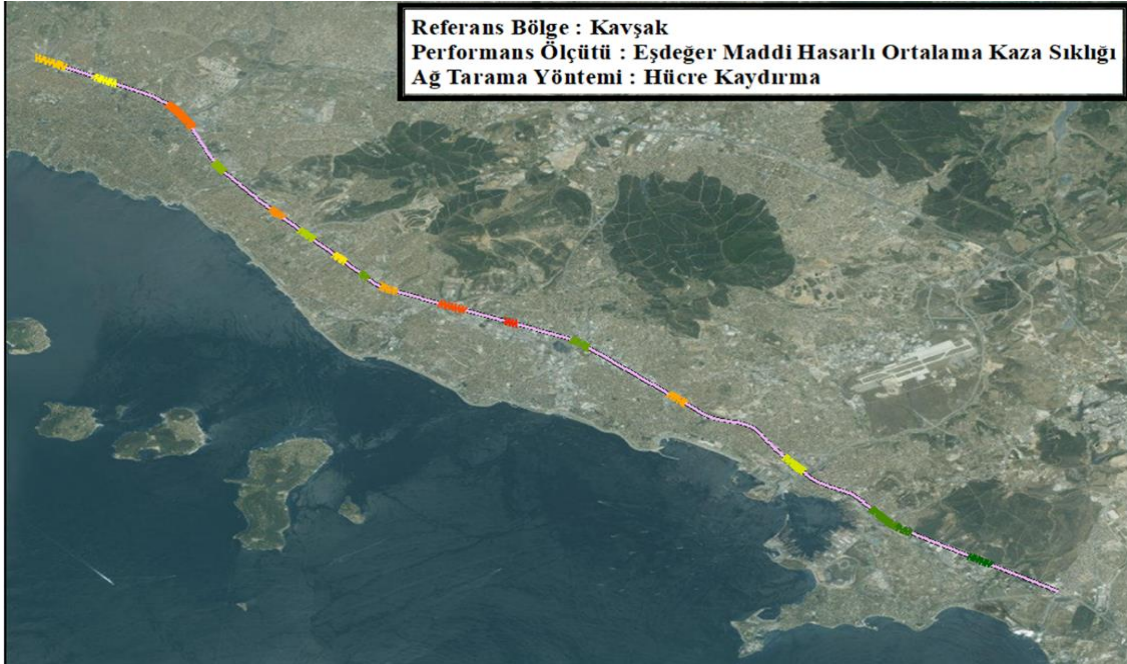 Referans Bölge : Kavşak
Performans Ölçütü : Eşdeğer Maddi Hasarlı Ortalama Kaza Sıklığı
Ağ Tarama Yöntemi : Hücre Kaydırma